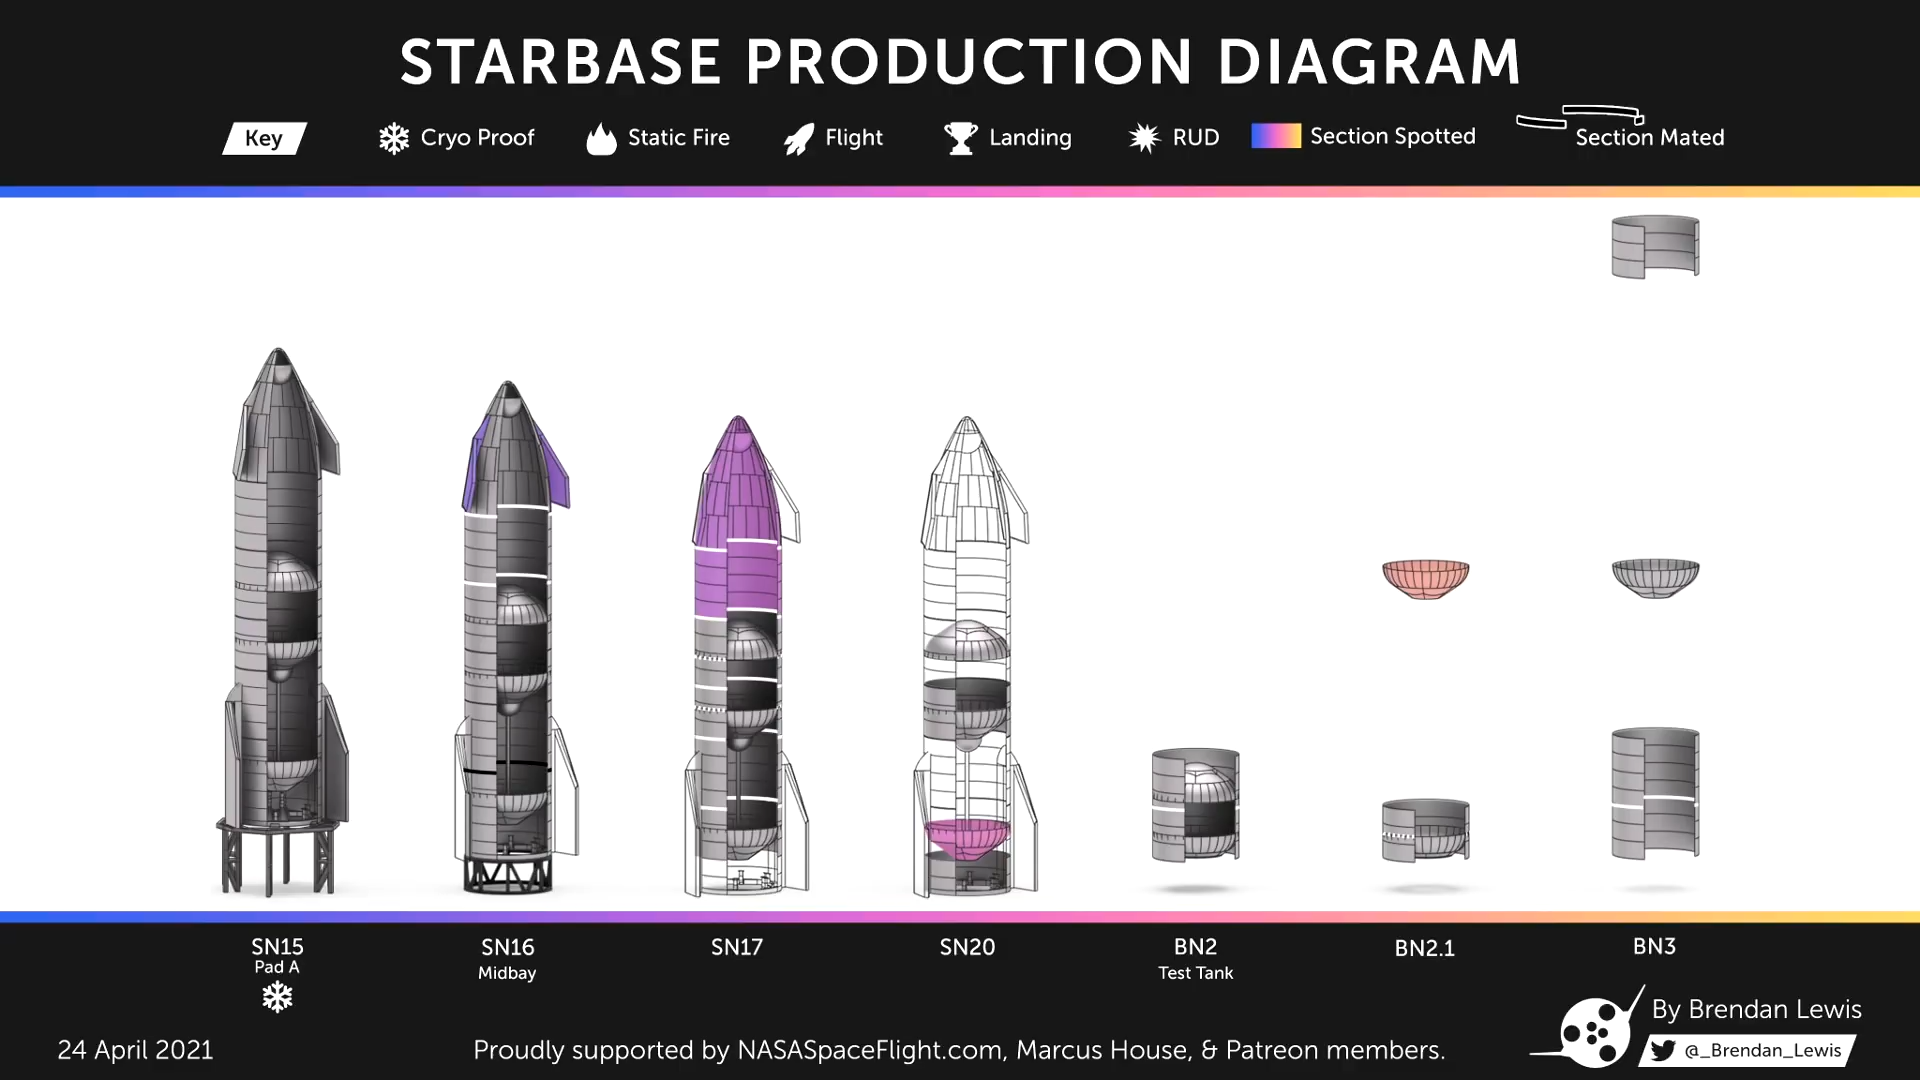 STARBASE PRODUCTION DIAGRAM
Key
Cryo Proof
Static Fire
Flight
Landing
RUD
Section Spotted
Section Mated
SN15
Pad A
SN16
Midbay
SN17
SN20
BN2
Test Tank
BN2.1
BN3
24 April 2021
Proudly supported by NASASpaceFlight.com, Marcus House, & Patreon members.
By Brendan Lewis
@_Brendan_Lewis